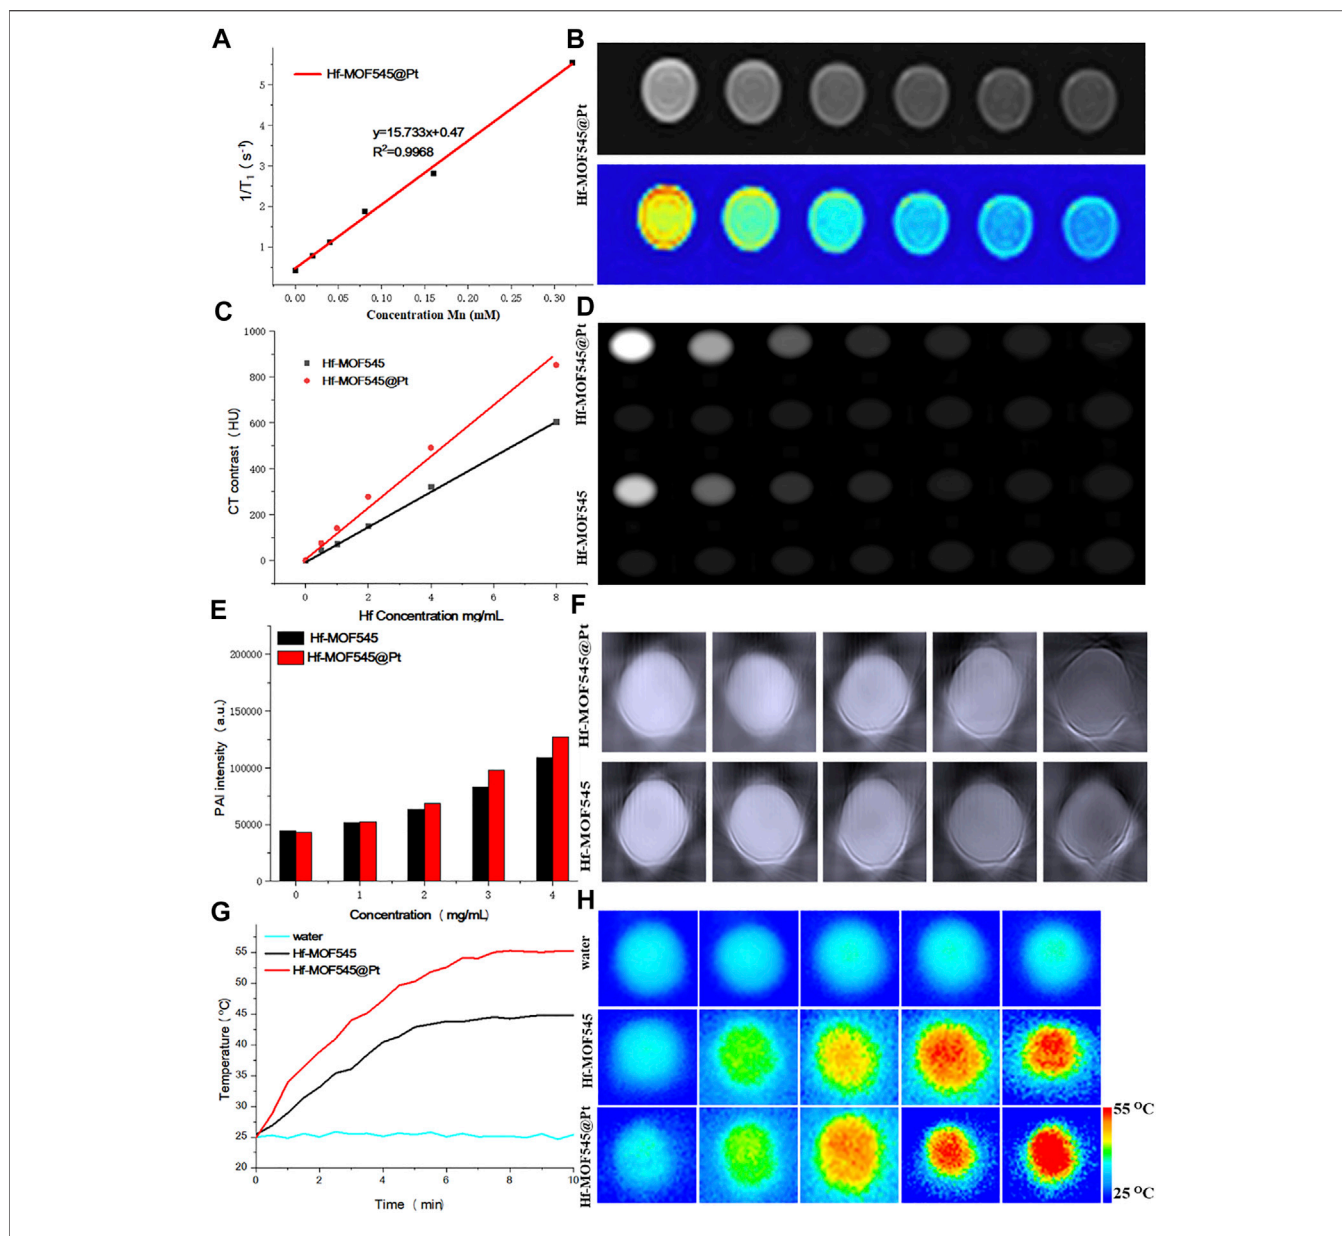 A
Hf-MOF545@Pt
y=15.733x+0.47
R²=0.9968
1/T₁ ( s⁻¹)
5
4
3
2
1
0.00 0.05 0.10 0.15 0.20 0.25 0.30
Concentration Mn (mM)
B
Hf-MOF545@Pt
C
Hf-MOF545
Hf-MOF545@Pt
CT contrast (HU)
1000
800
600
400
200
0
0 2 4 6 8
Hf Concentration mg/mL
D
Hf-MOF545@Pt
Hf-MOF545
E
Hf-MOF545
Hf-MOF545@Pt
PAI intensity (a.u.)
200000
150000
100000
50000
0
0 1 2 3 4
Concentration ( mg/mL)
F
Hf-MOF545@Pt
Hf-MOF545
G
water
Hf-MOF545
Hf-MOF545@Pt
Temperature (°C)
55
50
45
40
35
30
25
20
0 2 4 6 8 10
Time ( min)
H
water
Hf-MOF545
Hf-MOF545@Pt
55 °C
25 °C